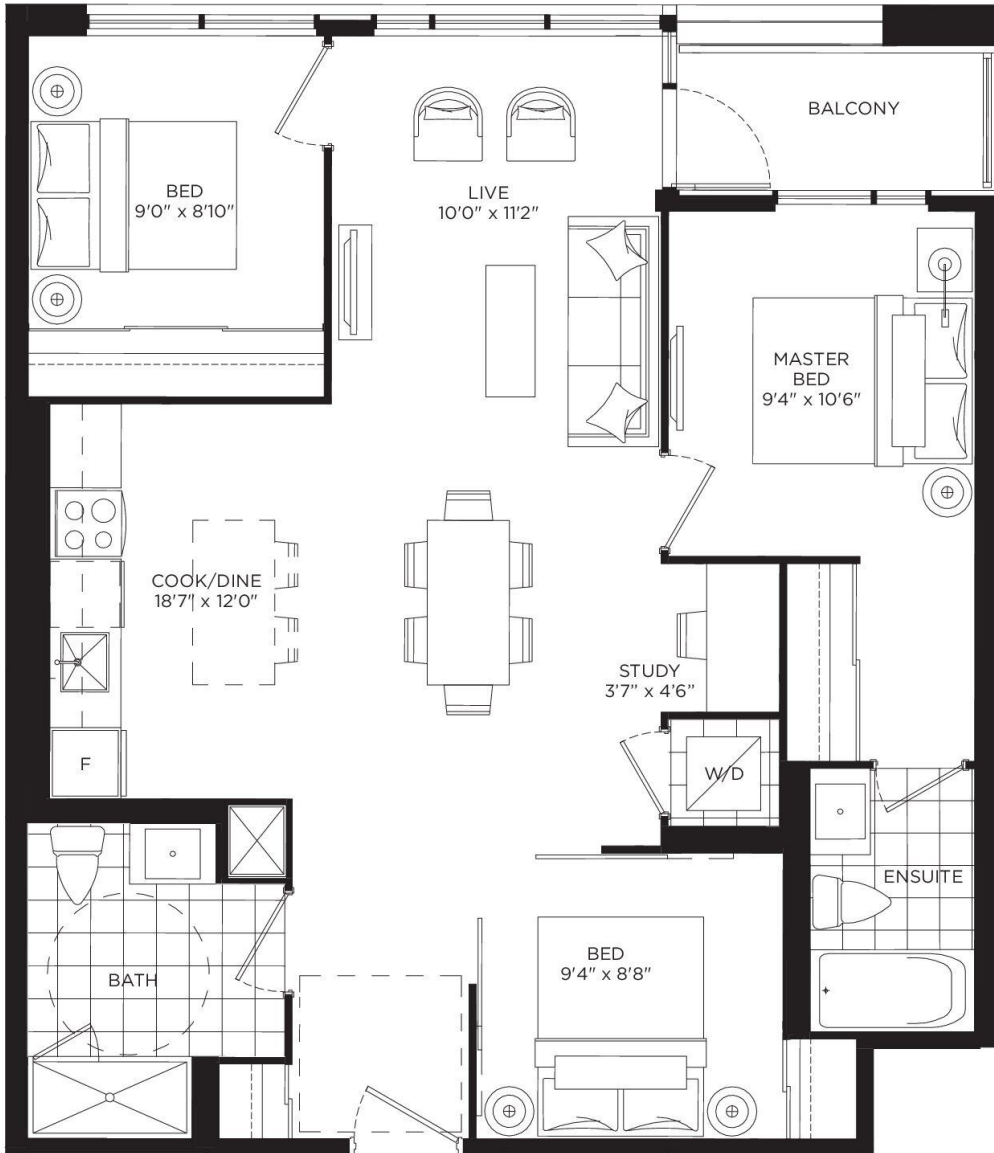 BALCONY
BED
9'0" x 8'10"
LIVE
10'0" x 11'2"
MASTER
BED
9'4" x 10'6"
COOK/DINE
18'7" x 12'0"
STUDY
3'7" x 4'6"
F
W/D
ENSUITE
BED
9'4" x 8'8"
BATH